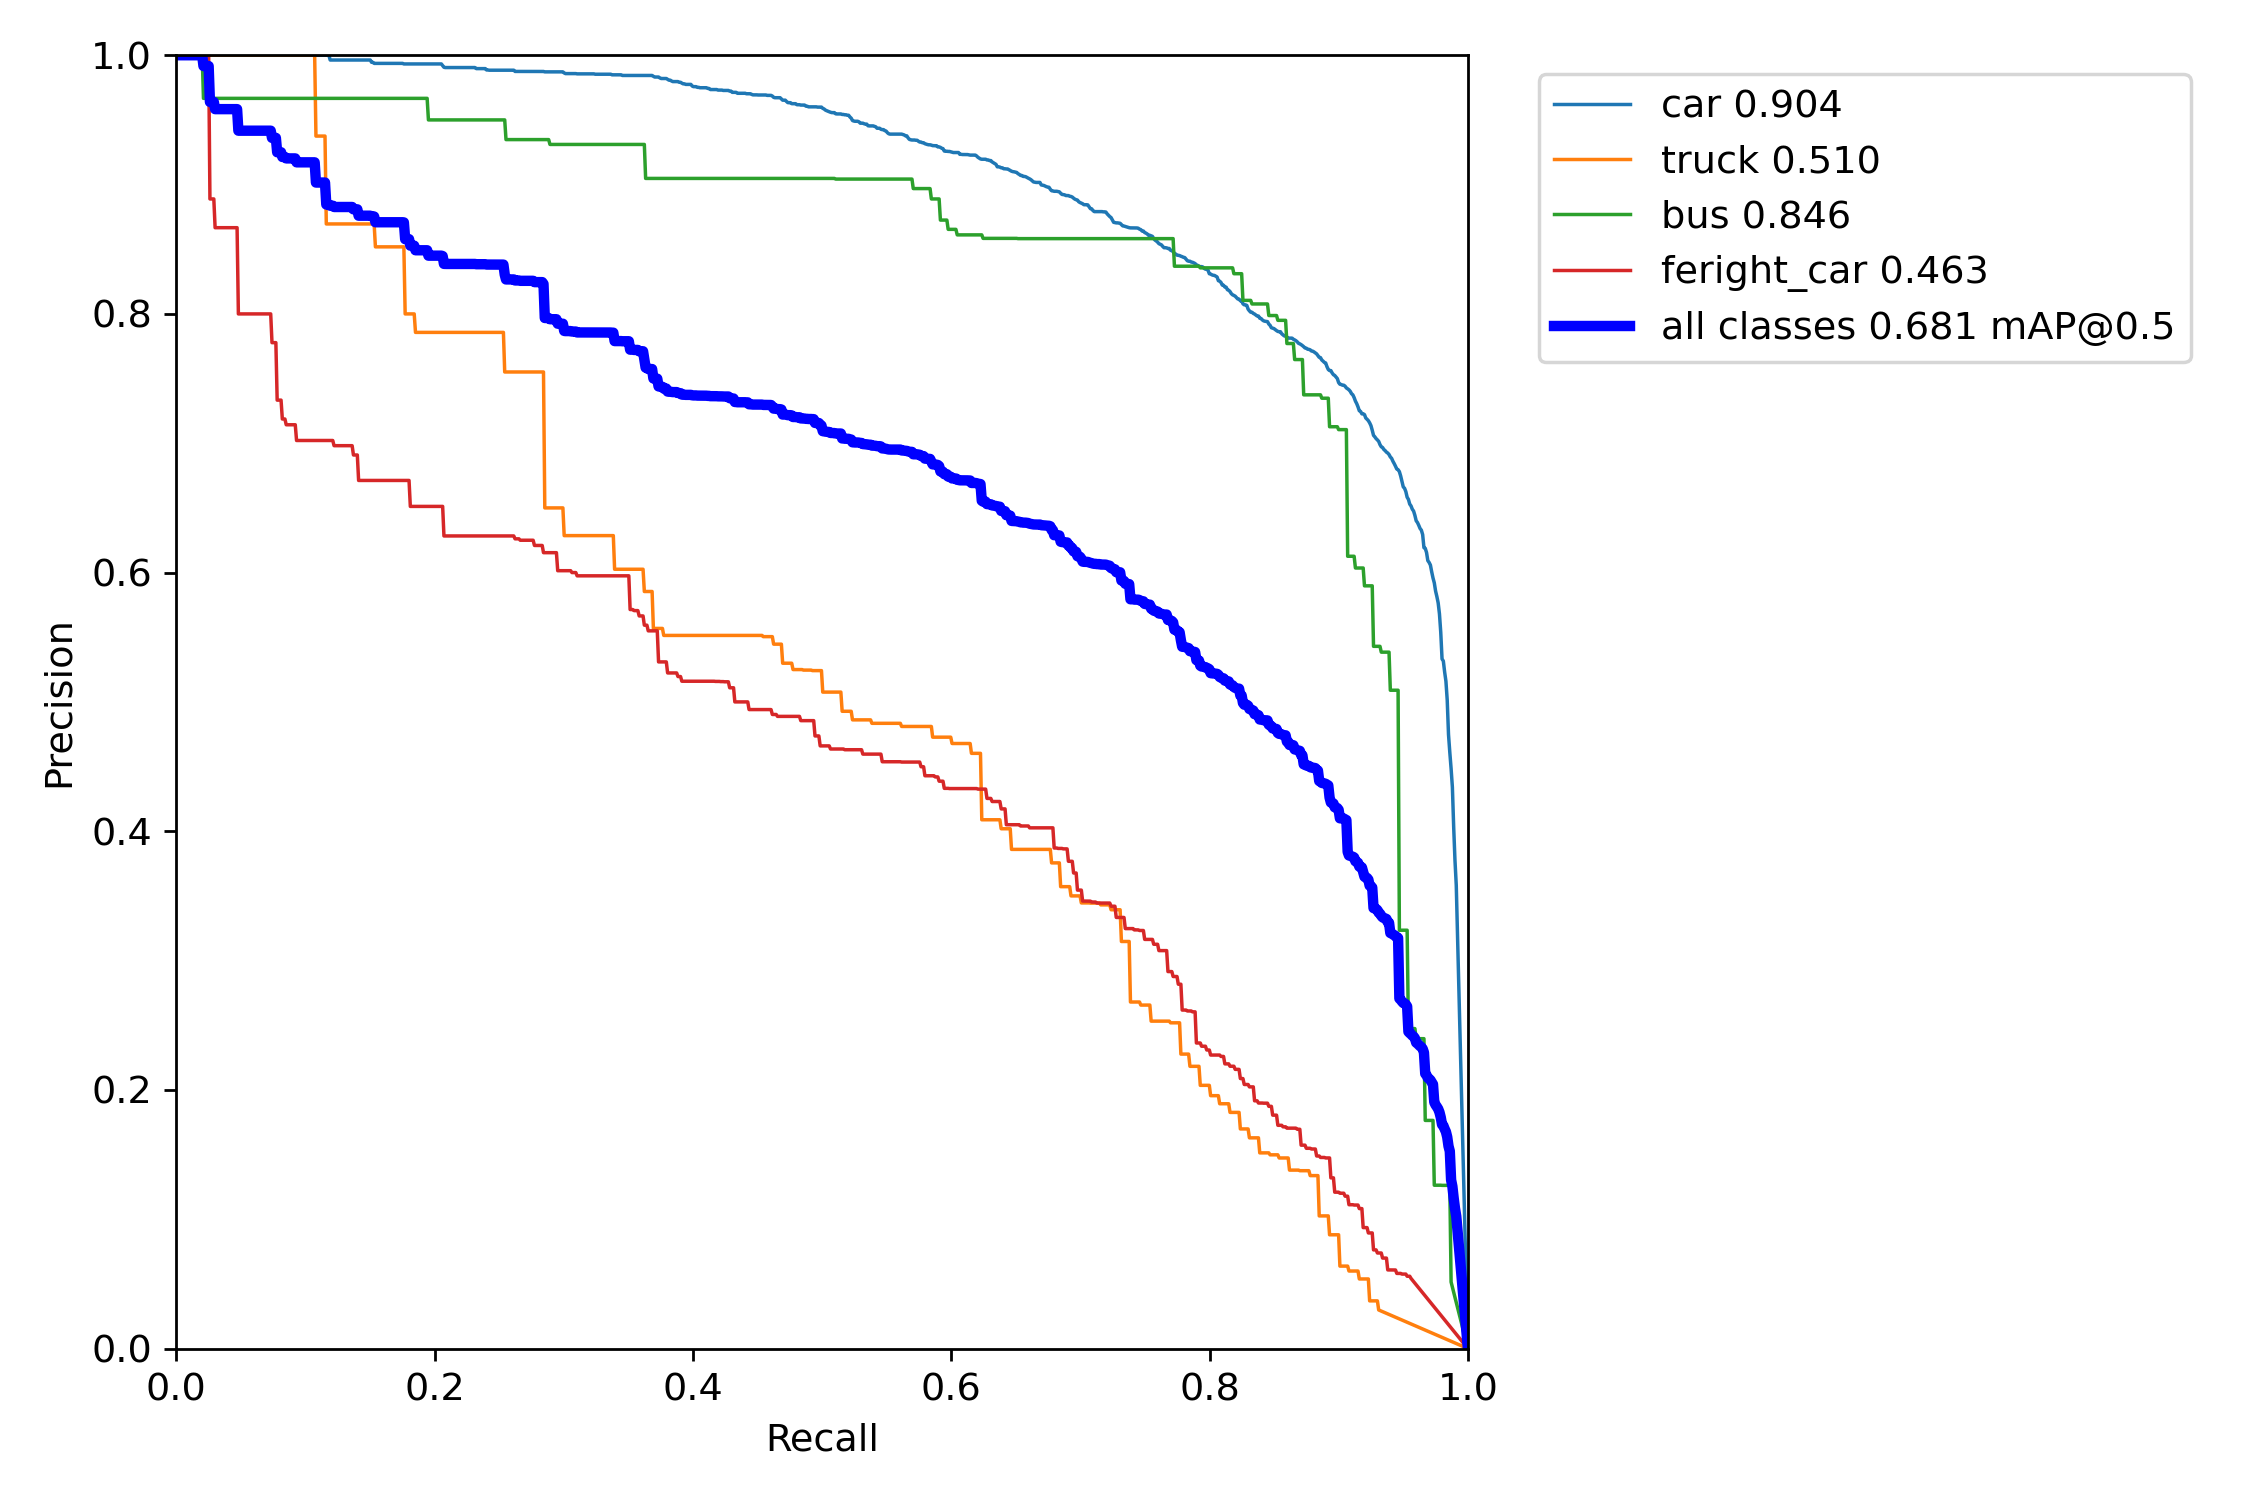 1.0
0.8
0.6
0.4
0.2
0.0
Precision
0.0 0.2 0.4 0.6 0.8 1.0
Recall
car 0.904
truck 0.510
bus 0.846
feright_car 0.463
all classes 0.681 mAP@0.5